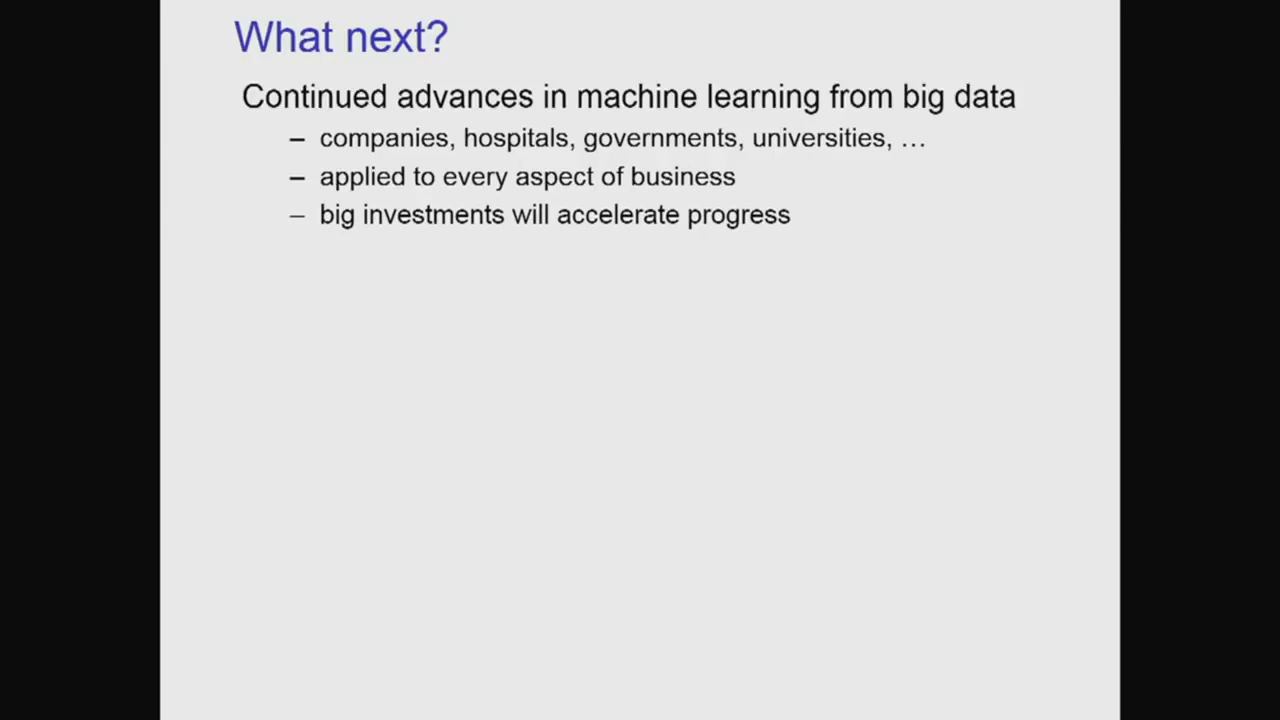 What next?
Continued advances in machine learning from big data
– companies, hospitals, governments, universities, …
– applied to every aspect of business
– big investments will accelerate progress